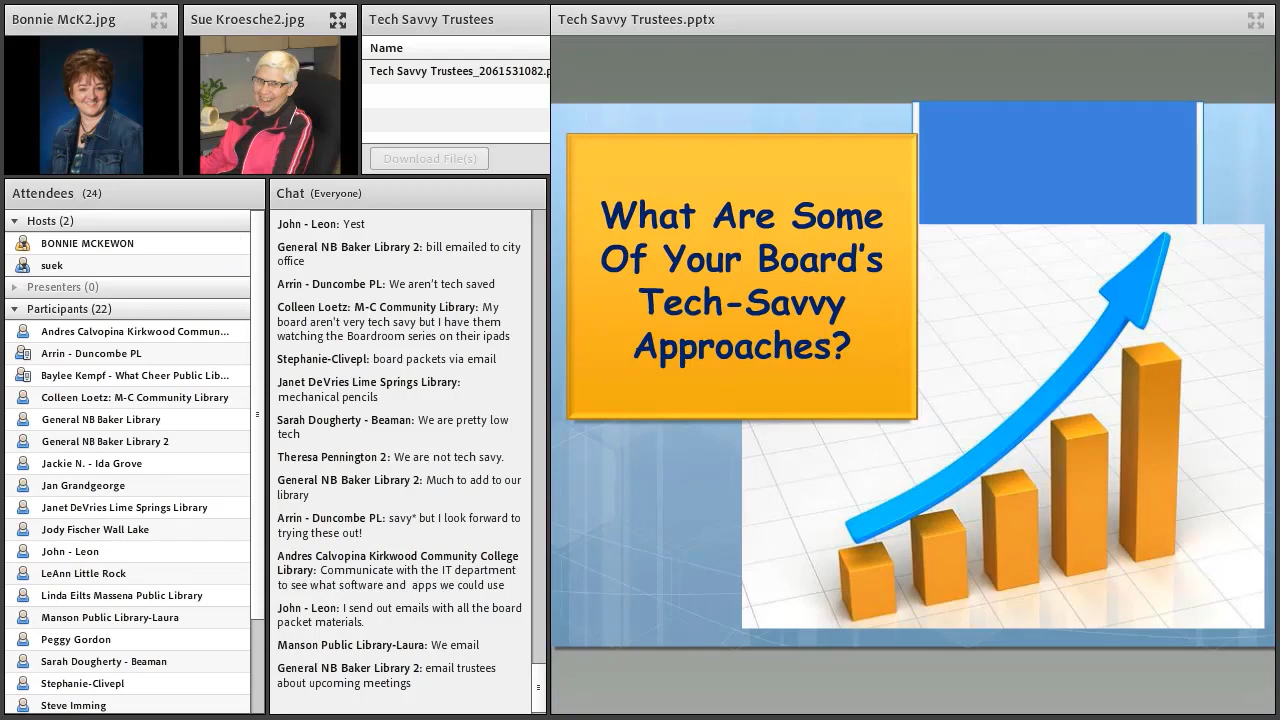 Bonnie McK2.jpg
Sue Kroesche2.jpg
Tech Savvy Trustees
Name
Tech Savvy Trustees_2061531082.p
Download File(s)
Attendees (24)
Hosts (2)
BONNIE MCKEWON
suek
Presenters (0)
Participants (22)
Andres Calvopina Kirkwood Commun...
Arrin - Duncombe PL
Baylee Kempf - What Cheer Public Lib...
Colleen Loetz: M-C Community Library
General NB Baker Library
General NB Baker Library 2
Jackie N. - Ida Grove
Jan Grandgeorge
Janet DeVries Lime Springs Library
Jody Fischer Wall Lake
John - Leon
LeAnn Little Rock
Linda Eilts Massena Public Library
Manson Public Library-Laura
Peggy Gordon
Sarah Dougherty - Beaman
Stephanie-Clivepl
Steve Imming
Chat (Everyone)
John - Leon: Yest
General NB Baker Library 2: bill emailed to city
office
Arrin - Duncombe PL: We aren't tech saved
Colleen Loetz: M-C Community Library: My
board aren't very tech savy but I have them
watching the Boardroom series on their ipads
Stephanie-Clivepl: board packets via email
Janet DeVries Lime Springs Library:
mechanical pencils
Sarah Dougherty - Beaman: We are pretty low
tech
Theresa Pennington 2: We are not tech savy.
General NB Baker Library 2: Much to add to our
library
Arrin - Duncombe PL: savy* but I look forward to
trying these out!
Andres Calvopina Kirkwood Community College
Library: Communicate with the IT department
to see what software and apps we could use
John - Leon: I send out emails with all the board
packet materials.
Manson Public Library-Laura: We email
General NB Baker Library 2: email trustees
about upcoming meetings
Tech Savvy Trustees.pptx
What Are Some
Of Your Board's
Tech-Savvy
Approaches?